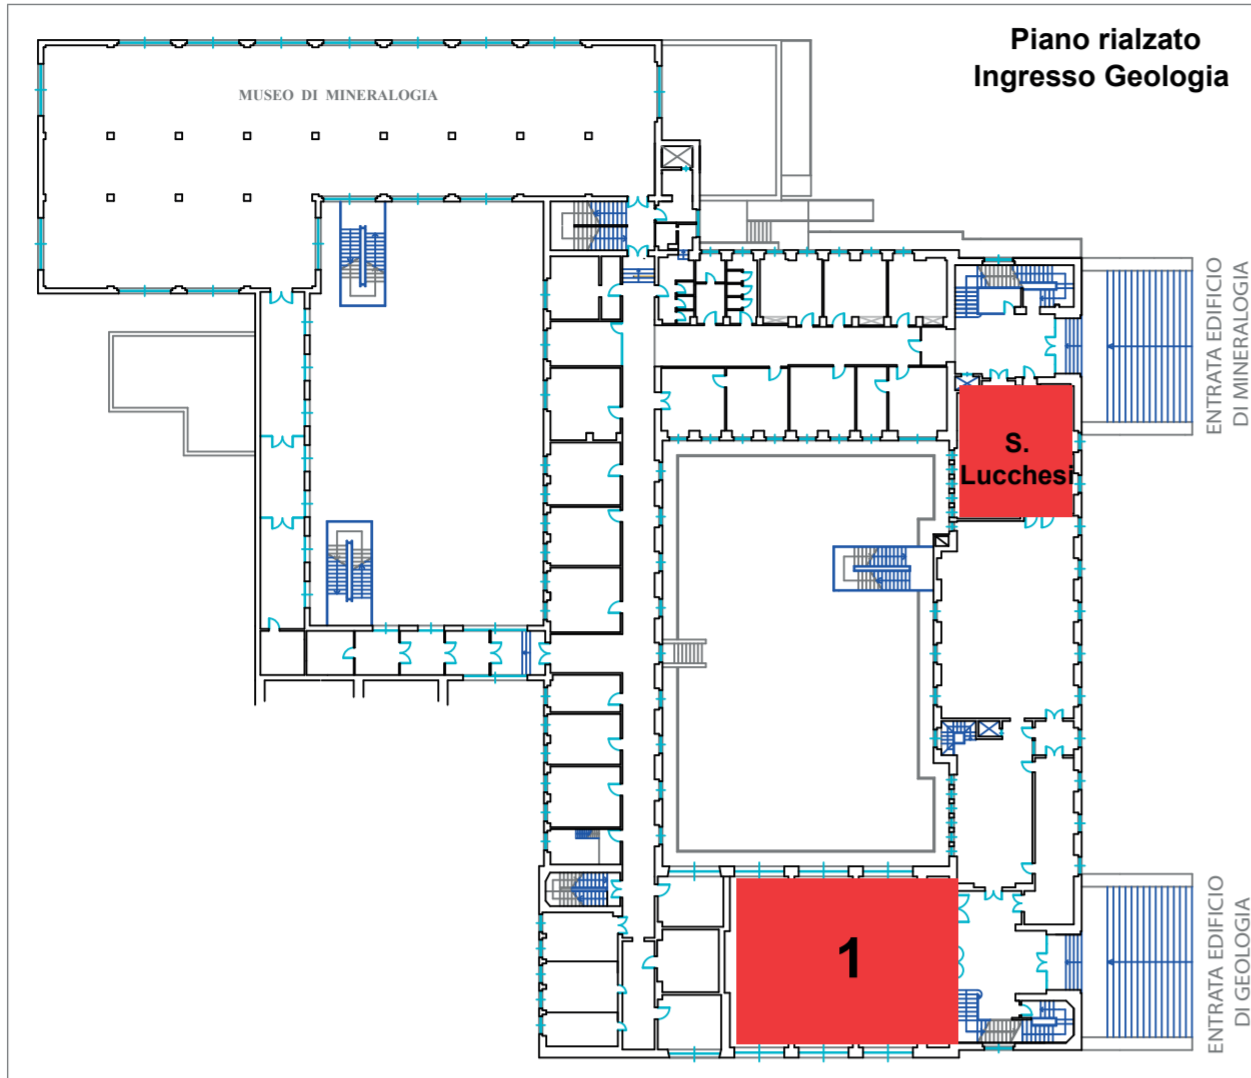 Piano rialzato
Ingresso Geologia
MUSEO DI MINERALOGIA
ENTRATA EDIFICIO
DI MINERALOGIA
S.
Lucchesi
1
ENTRATA EDIFICIO
DI GEOLOGIA